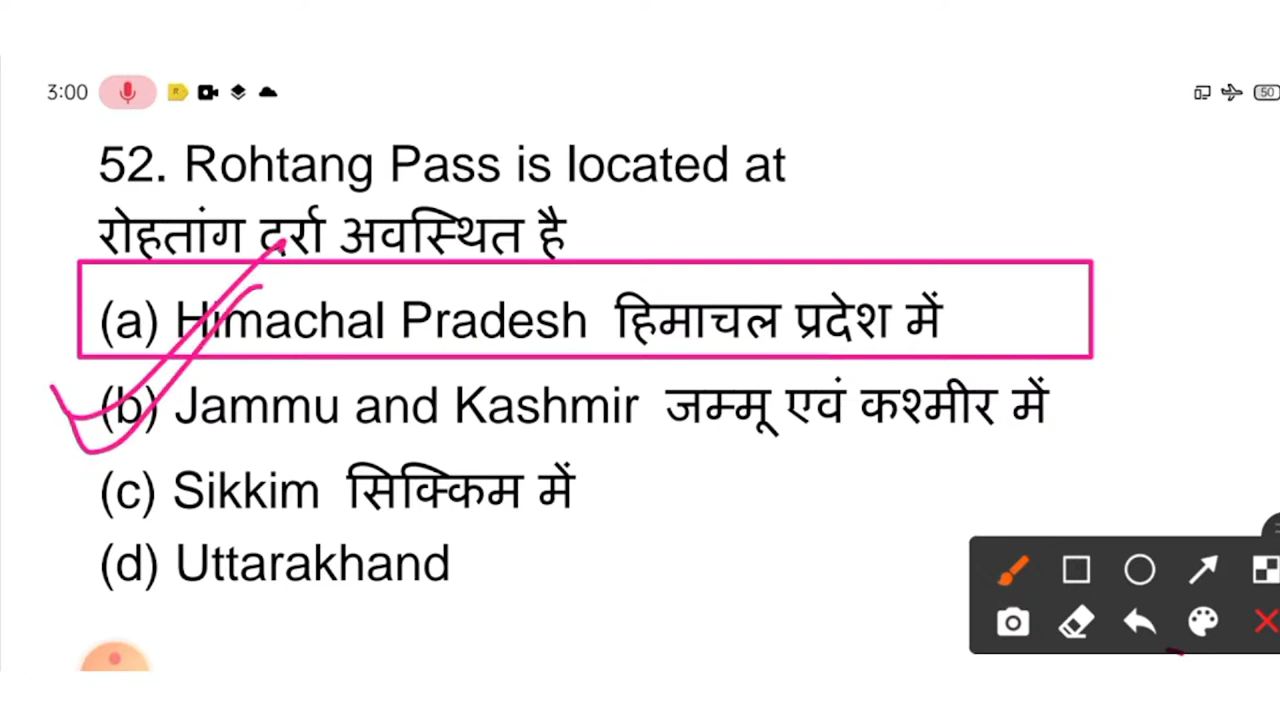 3:00
R
50
52. Rohtang Pass is located at
रोहतांग दर्रा अवस्थित है
(a) Himachal Pradesh हिमाचल प्रदेश में
(b) Jammu and Kashmir जम्मू एवं कश्मीर में
(c) Sikkim सिक्किम में
(d) Uttarakhand